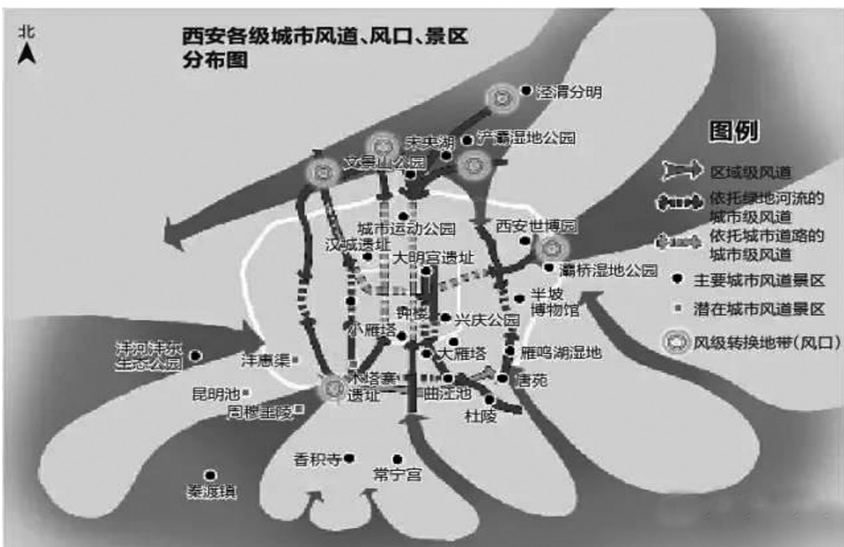 北
西安各级城市风道、风口、景区
分布图
泾渭分明
未央湖
浐灞湿地公园
文景山公园
图例
区域级风道
依托绿地河流的
城市级风道
依托城市道路的
城市级风道
主要城市风道景区
潜在城市风道景区
风级转换地带(风口)
城市运动公园
西安世博园
汉城遗址
大明宫遗址
灞桥湿地公园
半坡
博物馆
钟楼
兴庆公园
小雁塔
大雁塔
雁鸣湖湿地
沣河沣东
生态公园
沣惠渠
木塔寨
遗址
曲江池
唐苑
昆明池
周穆王陵
杜陵
香积寺
常宁宫
秦渡镇